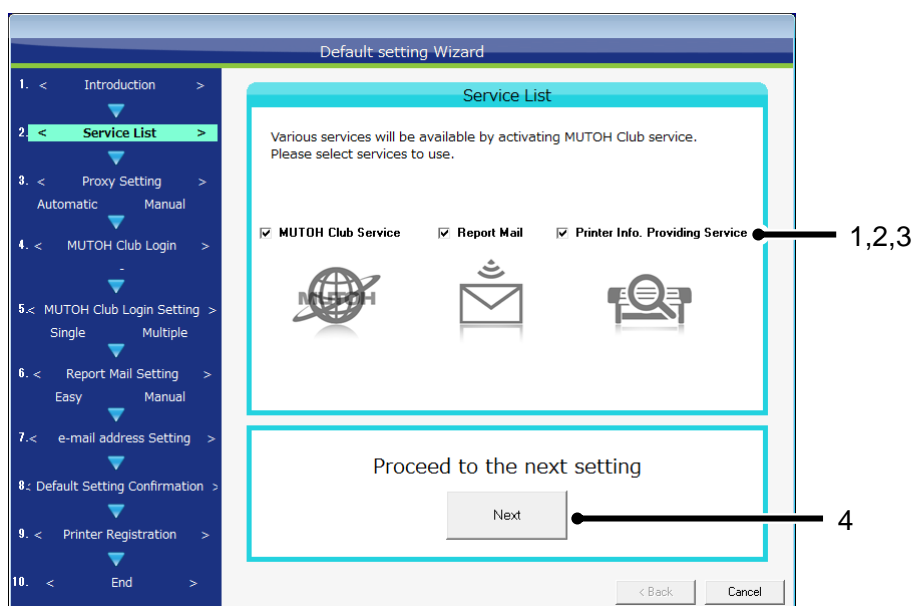 Default setting Wizard
1. < Introduction >
2. < Service List >
3. < Proxy Setting >
Automatic Manual
4. < MUTOH Club Login >
-
5.< MUTOH Club Login Setting >
Single Multiple
6. < Report Mail Setting >
Easy Manual
7.< e-mail address Setting >
8.< Default Setting Confirmation >
9. < Printer Registration >
10. < End >
Service List
Various services will be available by activating MUTOH Club service.
Please select services to use.
MUTOH Club Service Report Mail Printer Info. Providing Service
1,2,3
MUTOH
Proceed to the next setting
Next
4
< Back Cancel